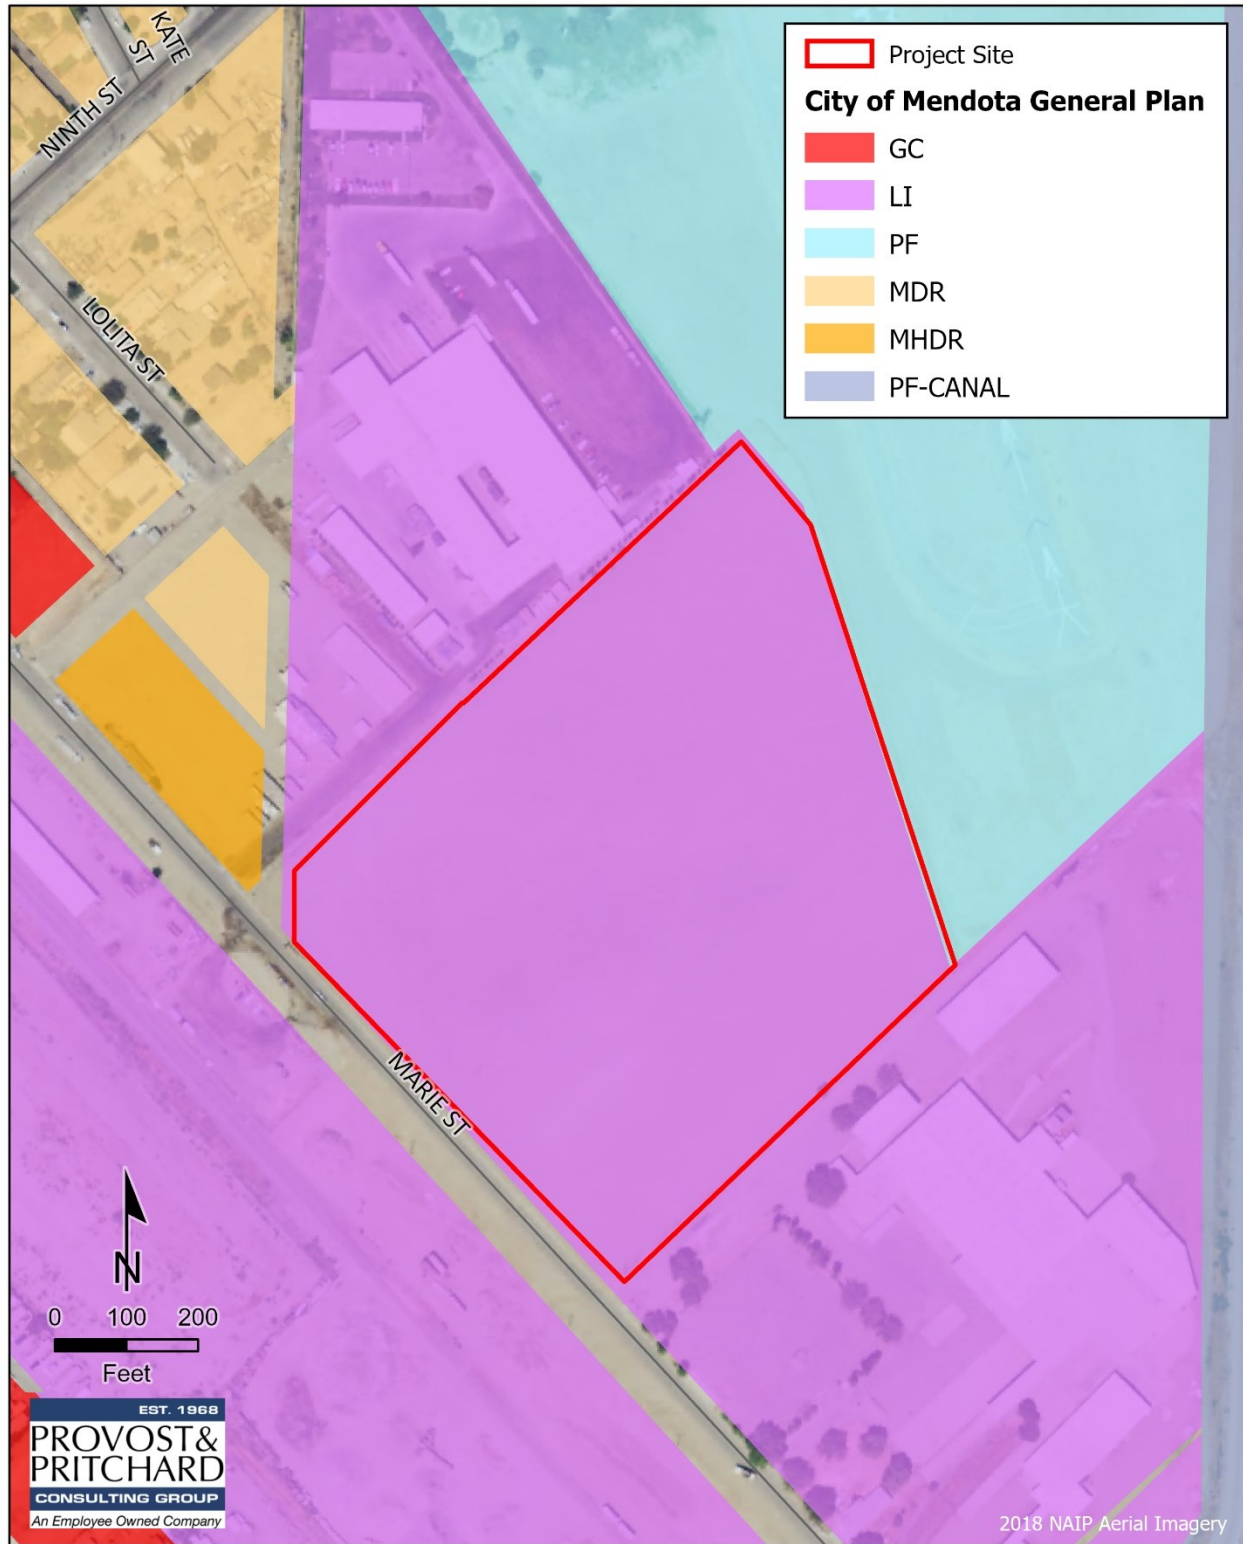 KATE
ST
NINTH ST
LOLITA ST
MARIE ST
Project Site
City of Mendota General Plan
GC
LI
PF
MDR
MHDR
PF-CANAL
N
0 100 200
Feet
EST. 1968
PROVOST&
PRITCHARD
CONSULTING GROUP
An Employee Owned Company
2018 NAIP Aerial Imagery